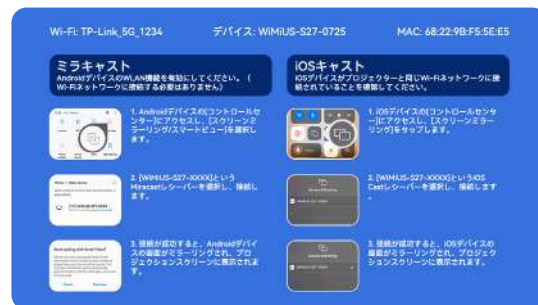 Wi-Fi: TP-Link_5G_1234
デバイス: WiMiUS-S27-0725
MAC: 68:22:9B:F5:5E:E5
ミラキャスト
AndroidデバイスのWLAN機能を有効にしてください。（
Wi-Fiネットワークに接続する必要はありません）
1. Androidデバイスの[コントロールセ
ンター]にアクセスし、[スクリーンミ
ラーリング/スマートビュー]を選択し
ます。
2. [WiMiUS-S27-XXXX]という
Miracastレシーバーを選択し、接続し
ます。
3. 接続が成功すると、Androidデバイ
スの画面がミラーリングされ、プロ
ジェクションスクリーンに表示されま
す。
iOSキャスト
iOSデバイスがプロジェクターと同じWi-Fiネットワークに接
続されていることを確認してください。
1. iOSデバイスの[コントロールセンタ
ー]にアクセスし、[スクリーンミラー
リング]をタップします。
2. [WiMiUS-S27-XXXX]というiOS
Castレシーバーを選択し、接続します
。
3. 接続が成功すると、iOSデバイスの
画面がミラーリングされ、プロジェク
ションスクリーンに表示されます。